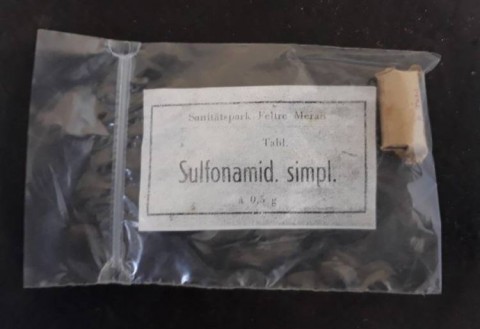 Sanitätspark Feltre Meran
Tabl.
Sulfonamid. simpl.
à 0,5 g